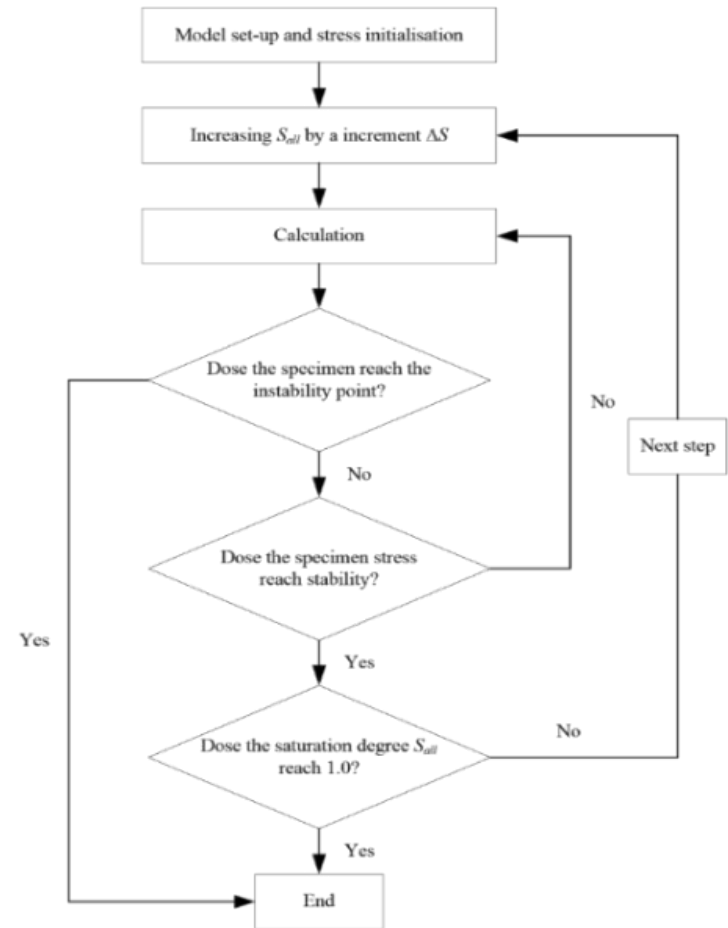 Model set-up and stress initialisation
Increasing Sall by a increment ΔS
Calculation
Dose the specimen reach the
instability point?
No
Next step
No
Dose the specimen stress
reach stability?
Yes
Yes
Dose the saturation degree Sall
reach 1.0?
No
Yes
End